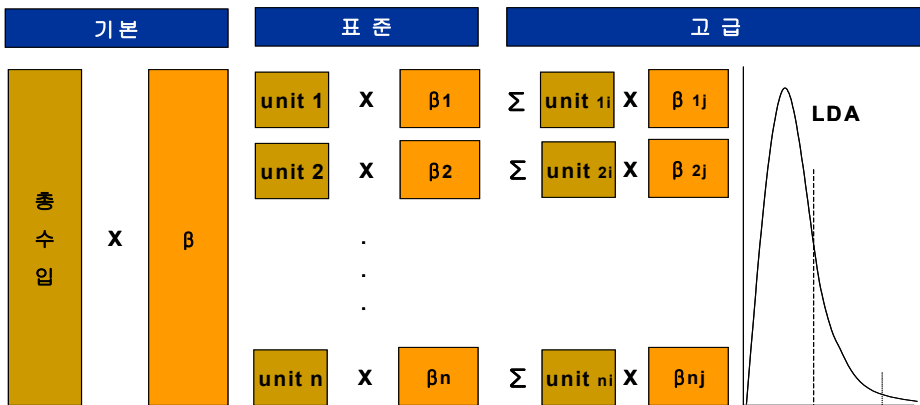 기본
표 준
고 급
총
수
입
X
β
unit 1 X β1
unit 2 X β2
.
.
.
unit n X βn
Σ unit 1i X β 1j
Σ unit 2i X β 2j
Σ unit ni X βnj
LDA